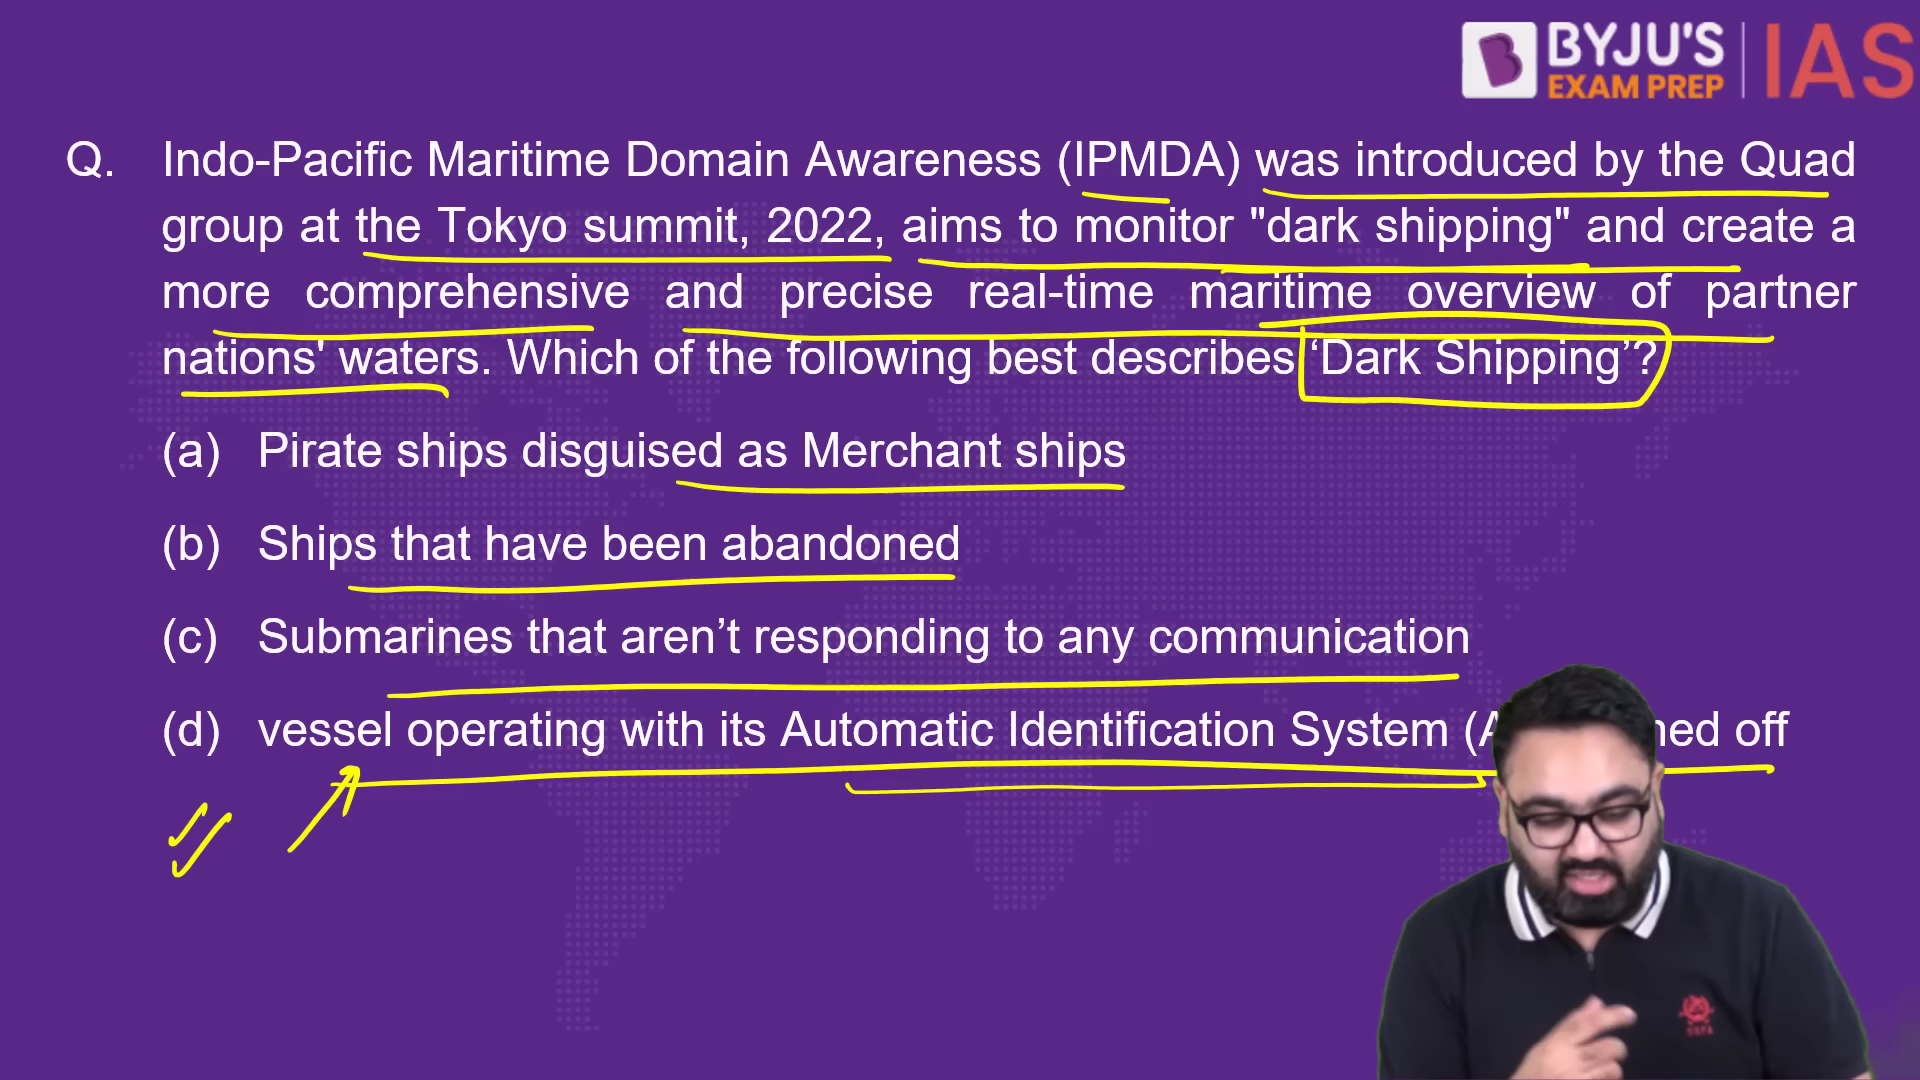 BYJU'S
EXAM PREP
IAS
Q. Indo-Pacific Maritime Domain Awareness (IPMDA) was introduced by the Quad
group at the Tokyo summit, 2022, aims to monitor "dark shipping" and create a
more comprehensive and precise real-time maritime overview of partner
nations' waters. Which of the following best describes ‘Dark Shipping’?
(a) Pirate ships disguised as Merchant ships
(b) Ships that have been abandoned
(c) Submarines that aren’t responding to any communication
(d) vessel operating with its Automatic Identification System off